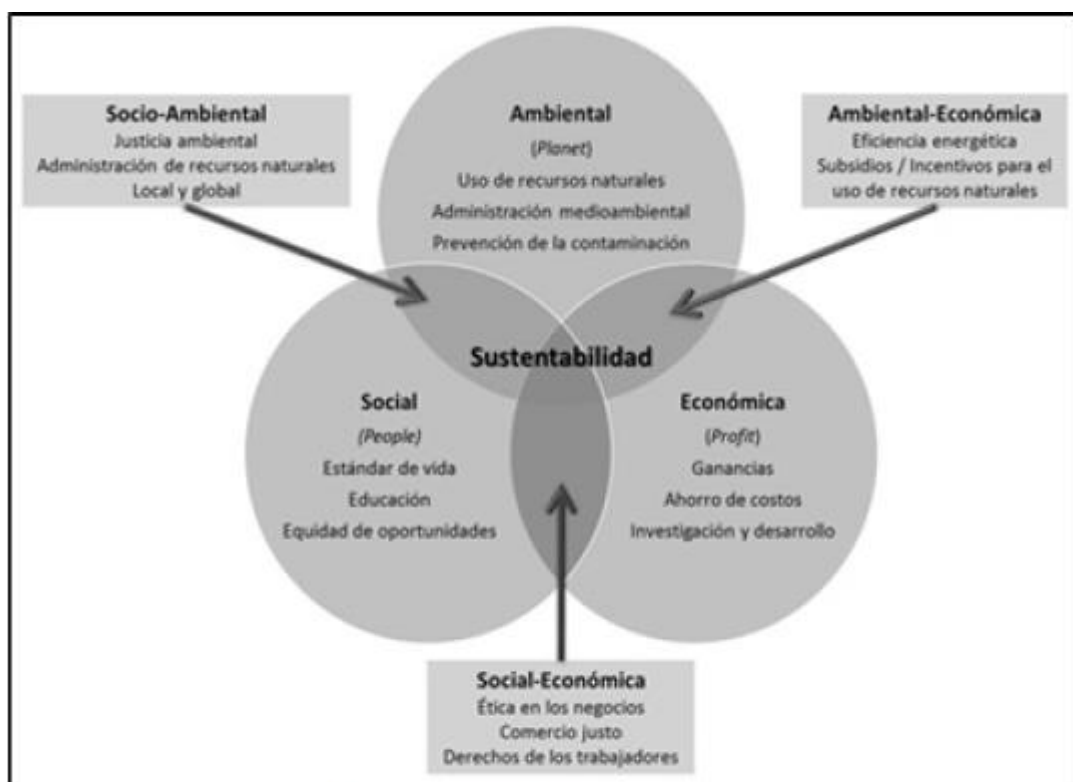 Socio-Ambiental
Justicia ambiental
Administración de recursos naturales
Local y global
Ambiental
(Planet)
Uso de recursos naturales
Administración medioambiental
Prevención de la contaminación
Ambiental-Económica
Eficiencia energética
Subsidios / Incentivos para el
uso de recursos naturales
Sustentabilidad
Social
(People)
Estándar de vida
Educación
Equidad de oportunidades
Económica
(Profit)
Ganancias
Ahorro de costos
Investigación y desarrollo
Social-Económica
Ética en los negocios
Comercio justo
Derechos de los trabajadores